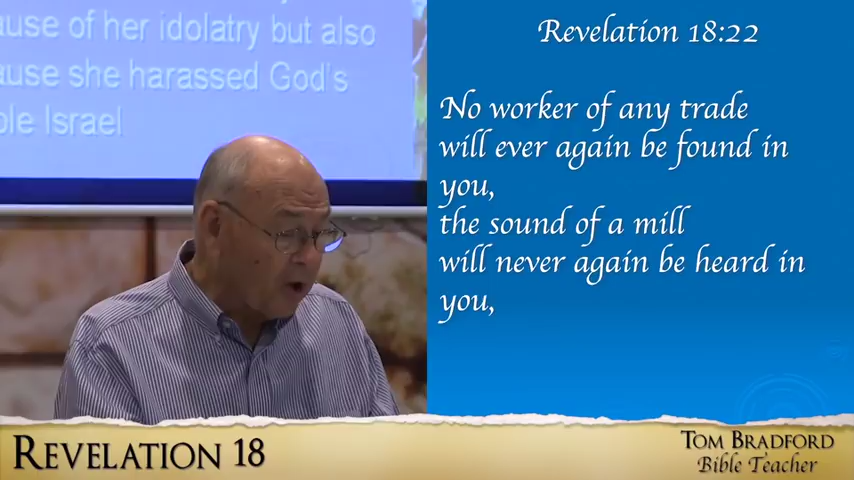 ause of her idolatry but also
ause she harassed God's
ple Israel
Revelation 18:22
No worker of any trade
will ever again be found in
you,
the sound of a mill
will never again be heard in
you,
REVELATION 18
TOM BRADFORD
Bible Teacher